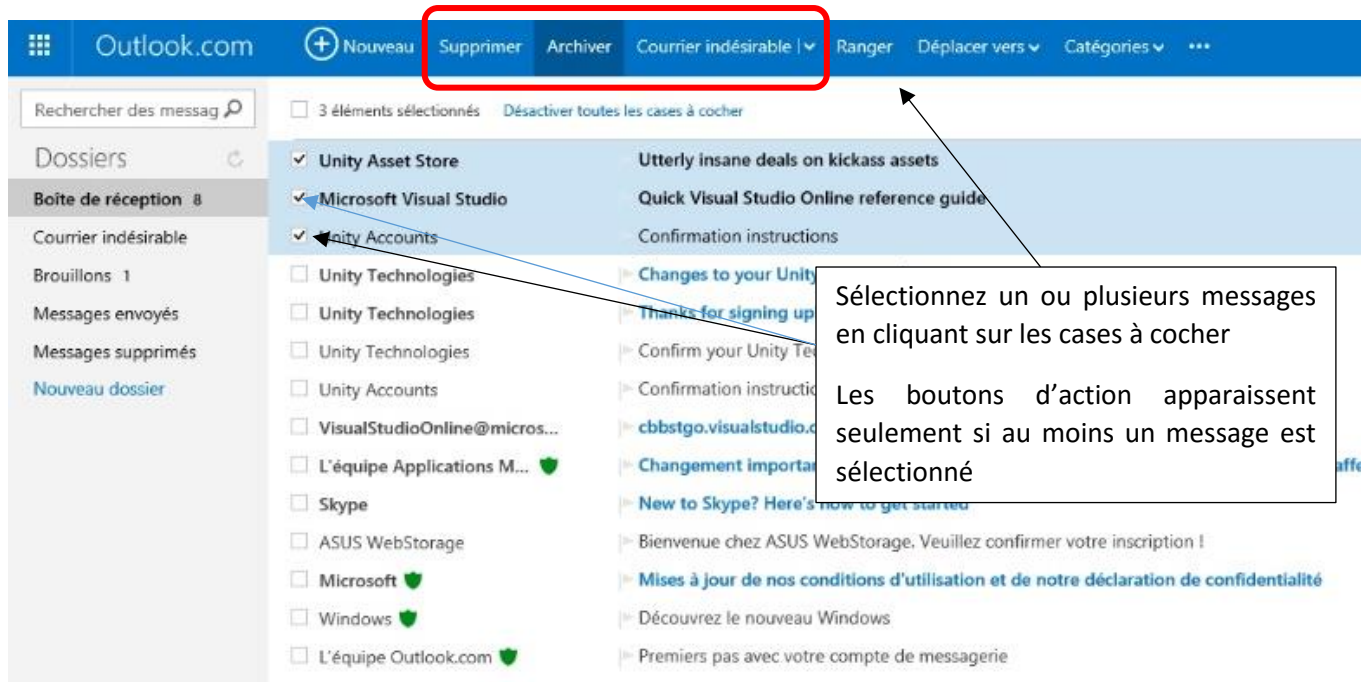 Outlook.com Nouveau Supprimer Archiver Courrier indésirable Ranger Déplacer vers Catégories •••
Rechercher des messag
3 éléments sélectionnés Désactiver toutes les cases à cocher
Dossiers
Boîte de réception 8
Courrier indésirable
Brouillons 1
Messages envoyés
Messages supprimés
Nouveau dossier
Unity Asset Store Utterly insane deals on kickass assets
Microsoft Visual Studio Quick Visual Studio Online reference guide
Unity Accounts Confirmation instructions
Unity Technologies Changes to your Unity
Unity Technologies Thanks for signing up
Unity Technologies Confirm your Unity
Unity Accounts Confirmation
VisualStudioOnline@micros... cbbstgo.visualstudio.
L'équipe Applications M... Changement
Skype New to Skype? Here's how to get started
ASUS WebStorage Bienvenue chez ASUS WebStorage. Veuillez confirmer votre inscription !
Microsoft Mises à jour de nos conditions d'utilisation et de notre déclaration de confidentialité
Windows Découvrez le nouveau Windows
L'équipe Outlook.com Premiers pas avec votre compte de messagerie
Sélectionnez un ou plusieurs messages
en cliquant sur les cases à cocher
Les boutons d'action apparaissent
seulement si au moins un message est
sélectionné